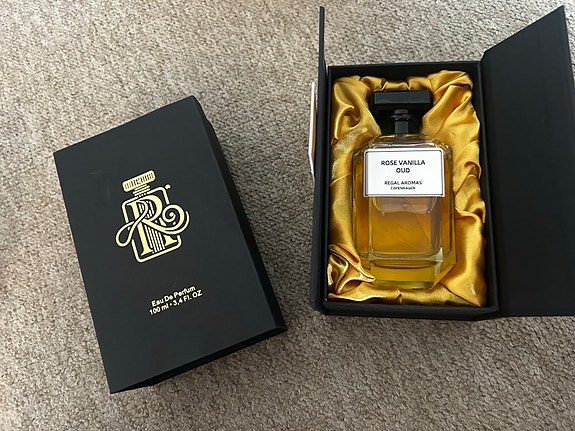 R®
Eau De Parfum
100 ml - 3,4 Fl. OZ
ROSE VANILLA
OUD
REGAL AROMAS
COPENHAGEN